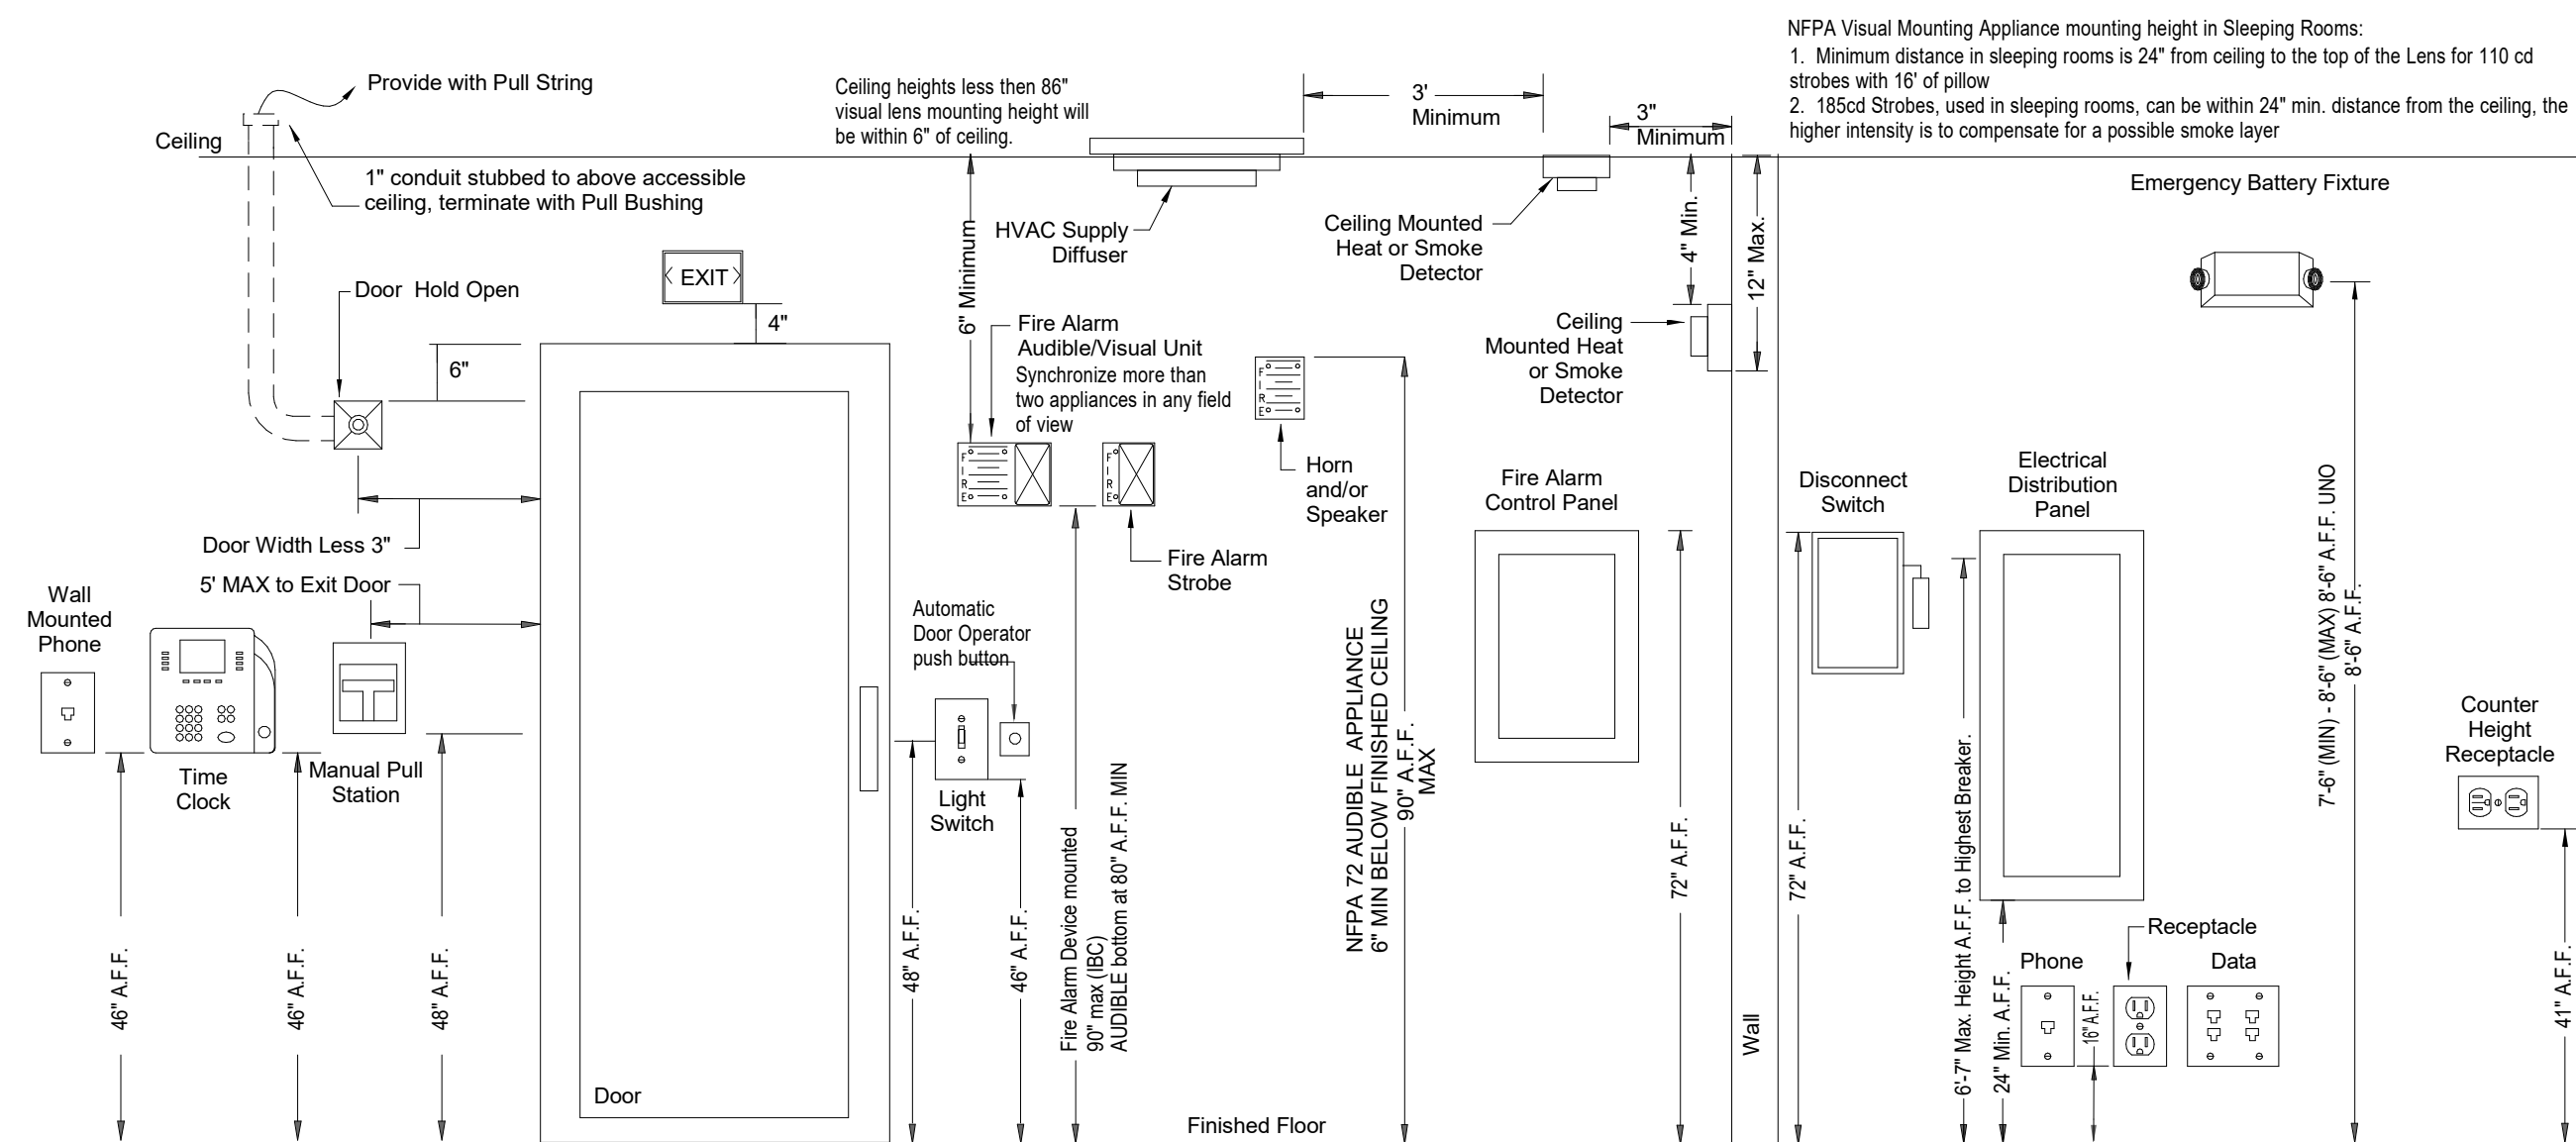 NFPA Visual Mounting Appliance mounting height in Sleeping Rooms:
1. Minimum distance in sleeping rooms is 24" from ceiling to the top of the Lens for 110 cd
strobes with 16' of pillow
2. 185cd Strobes, used in sleeping rooms, can be within 24" min. distance from the ceiling, the
higher intensity is to compensate for a possible smoke layer
Provide with Pull String
Ceiling
1" conduit stubbed to above accessible
ceiling, terminate with Pull Bushing
Ceiling heights less then 86"
visual lens mounting height will
be within 6" of ceiling.
3'
Minimum
3"
Minimum
HVAC Supply
Diffuser
Ceiling Mounted
Heat or Smoke
Detector
4" Min.
12" Max.
Emergency Battery Fixture
EXIT
4"
Door Hold Open
6"
6" Minimum
Fire Alarm
Audible/Visual Unit
Synchronize more than
two appliances in any field
of view
FIRE
FIRE
FIRE
Ceiling
Mounted Heat
or Smoke
Detector
Horn
and/or
Speaker
Fire Alarm
Strobe
Fire Alarm
Control Panel
Disconnect
Switch
Electrical
Distribution
Panel
Door Width Less 3"
5' MAX to Exit Door
Wall
Mounted
Phone
Time
Clock
Manual Pull
Station
Automatic
Door Operator
push button
Light
Switch
46" A.F.F.
46" A.F.F.
48" A.F.F.
Door
48" A.F.F.
46" A.F.F.
Fire Alarm Device mounted
90" max (IBC)
AUDIBLE bottom at 80" A.F.F. MIN
NFPA 72 AUDIBLE APPLIANCE
6" MIN BELOW FINISHED CEILING
90" A.F.F.
MAX
Finished Floor
72" A.F.F.
Wall
72" A.F.F.
6'-7" Max. Height A.F.F. to Highest Breaker.
24" Min. A.F.F.
Phone
16" A.F.F.
Receptacle
Data
7'-6" (MIN) - 8'-6" (MAX) 8'-6" A.F.F. UNO
8'-6" A.F.F.
Counter
Height
Receptacle
41" A.F.F.